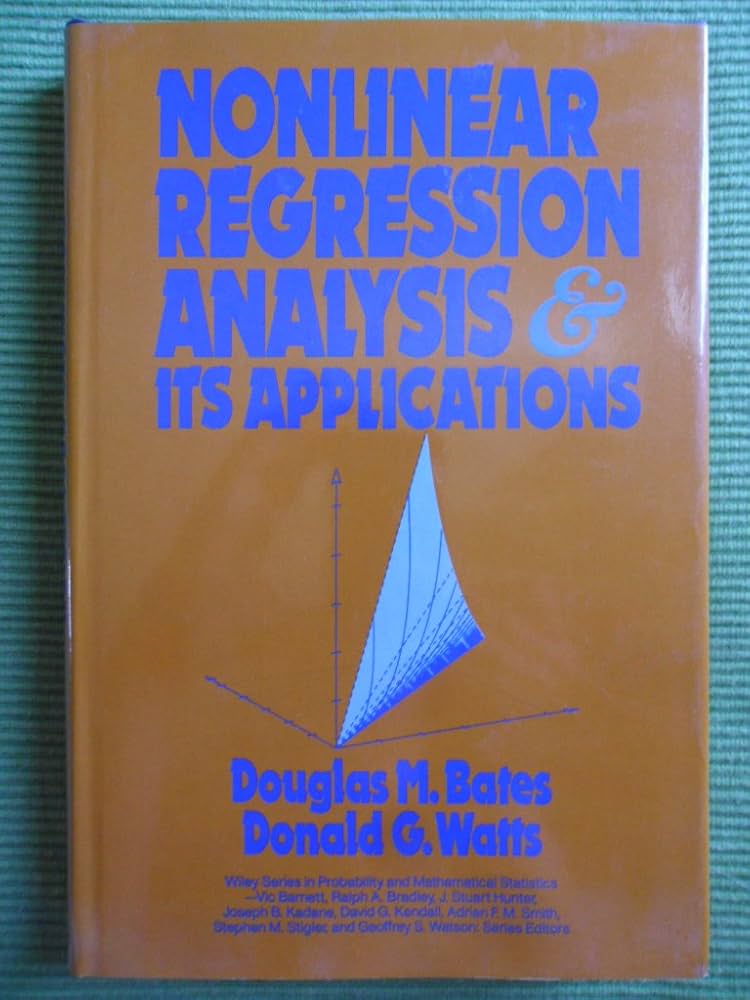 NONLINEAR
REGRESSION
ANALYSIS &
ITS APPLICATIONS
Douglas M. Bates
Donald G. Watts
Wiley Series in Probability and Mathematical Statistics
—Vic Barnett, Ralph A. Bradley, J. Stuart Hunter,
Joseph B. Kadane, David G. Kendall, Adrian F. M. Smith,
Stephen M. Stigler, and Geoffrey S. Watson: Series Editors